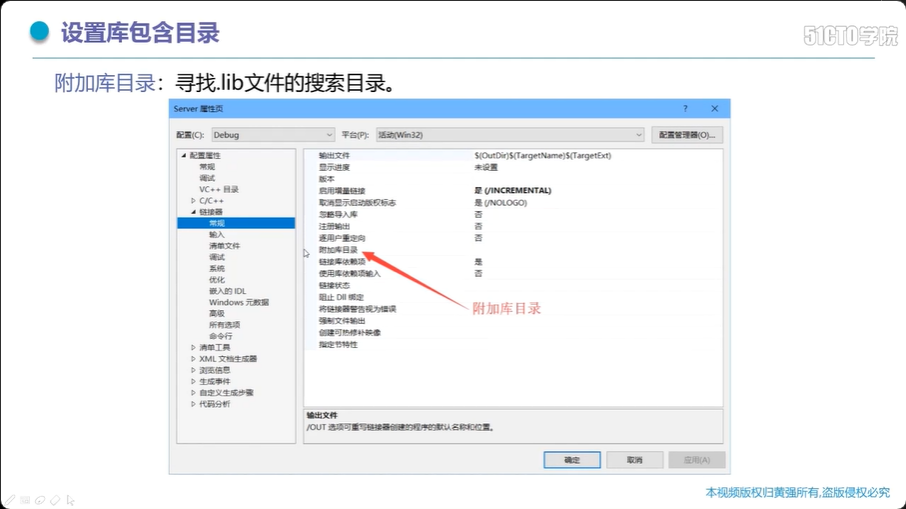 设置库包含目录
51CTO学院
附加库目录：寻找.lib文件的搜索目录。
Server 属性页
配置(C): Debug 平台(P): 活动(Win32) 配置管理器(O)...
配置属性
常规
调试
VC++ 目录
C/C++
链接器
常规
输入
清单文件
调试
系统
优化
嵌入的 IDL
Windows 元数据
高级
所有选项
命令行
清单工具
XML 文档生成器
浏览信息
生成事件
自定义生成步骤
代码分析
输出文件 $(OutDir)$(TargetName)$(TargetExt)
显示进度 未设置
版本
启用增量链接 是 (/INCREMENTAL)
取消显示启动版权标志 是 (/NOLOGO)
忽略导入库 否
注册输出 否
逐用户重定向 否
附加库目录
链接库依赖项 是
使用库依赖项输入 否
链接状态
阻止 Dll 绑定
将链接器警告视为错误
强制文件输出
创建可热修补映像
指定节特性
附加库目录
输出文件
/OUT 选项可重写链接器创建的程序的默认名称和位置。
确定 取消 应用(A)
本视频版权归黄强所有,盗版侵权必究